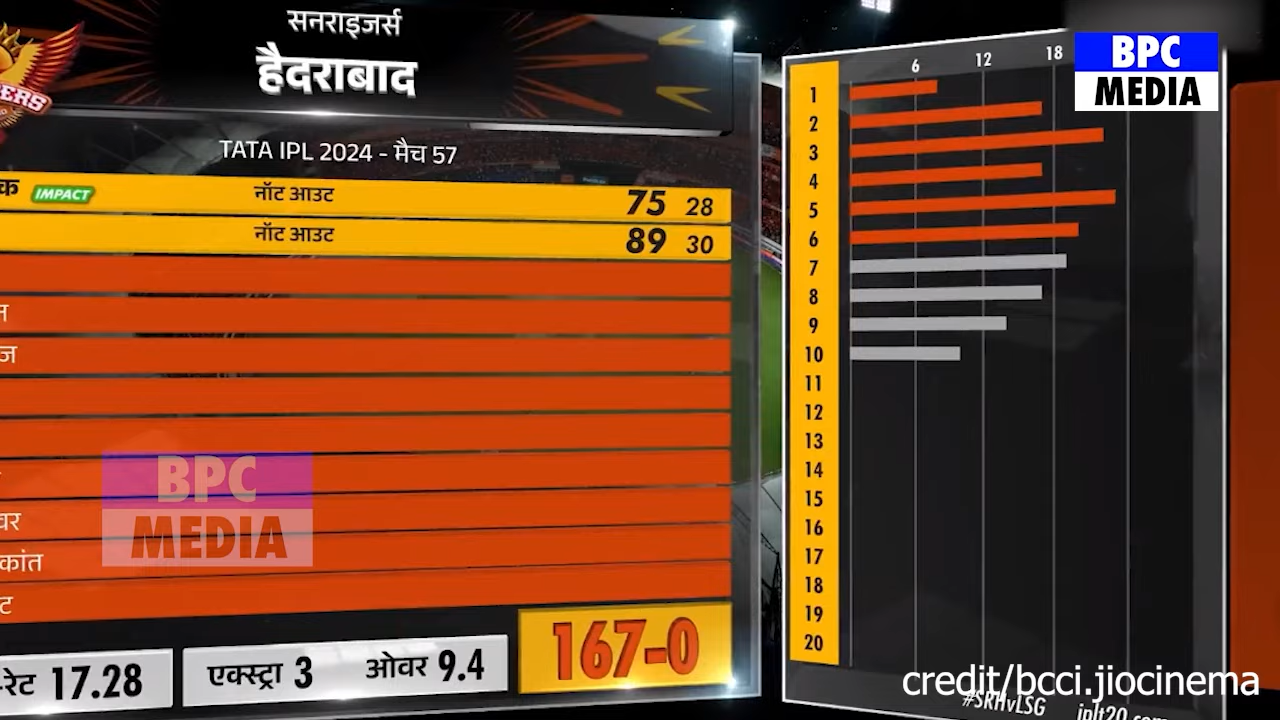 सनराइजर्स
हैदराबाद
TATA IPL 2024 - मैच 57
IMPACT नॉट आउट 75 28
नॉट आउट 89 30
BPC
MEDIA
-रेट 17.28
एक्स्ट्रा 3
ओवर 9.4
167-0
6 12 18
1
2
3
4
5
6
7
8
9
10
11
12
13
14
15
16
17
18
19
20
BPC
MEDIA
#SRHvLSG
credit/bcci.jiocinema